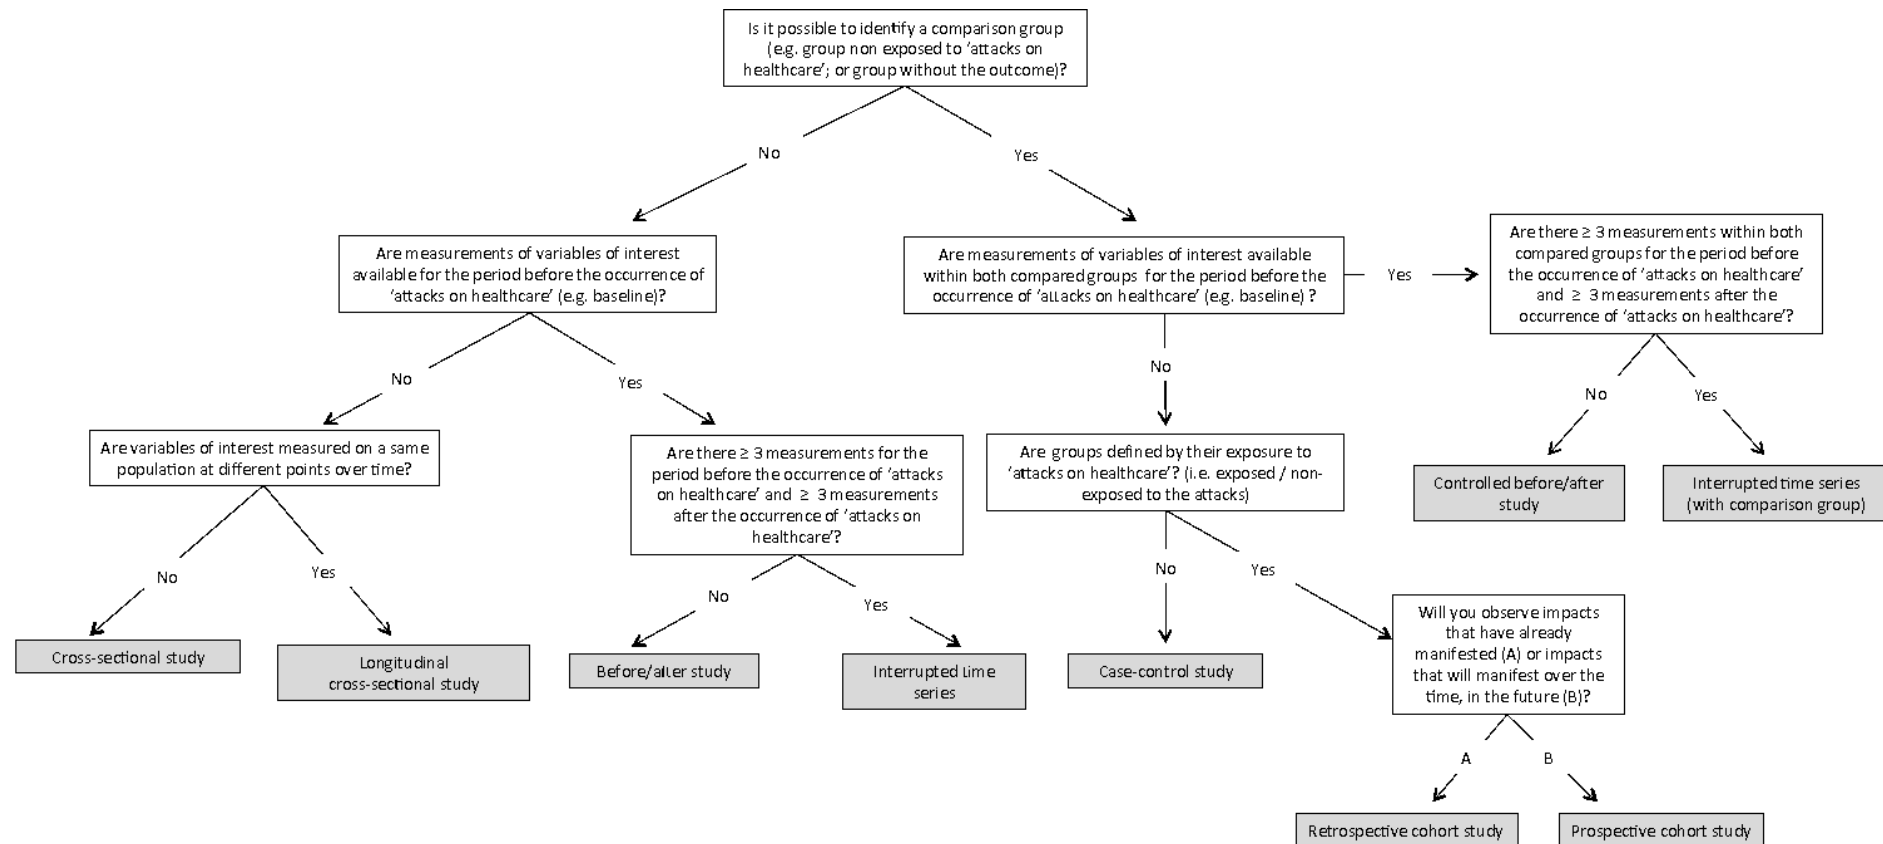 Is it possible to identify a comparison group
(e.g. group non exposed to ‘attacks on
healthcare’; or group without the outcome)?
No
Yes
Are measurements of variables of interest
available for the period before the occurrence of
‘attacks on healthcare’ (e.g. baseline)?
Are measurements of variables of interest available
within both compared groups for the period before the
occurrence of ‘attacks on healthcare’ (e.g. baseline) ?
Yes
Are there ≥ 3 measurements within both
compared groups for the period before
the occurrence of ‘attacks on healthcare’
and ≥ 3 measurements after the
occurrence of ‘attacks on healthcare’?
No
Yes
No
No
Yes
Are variables of interest measured on a same
population at different points over time?
Are there ≥ 3 measurements for the
period before the occurrence of ‘attacks
on healthcare’ and ≥ 3 measurements
after the occurrence of ‘attacks on
healthcare’?
Are groups defined by their exposure to
‘attacks on healthcare’? (i.e. exposed / non-
exposed to the attacks)
Controlled before/after
study
Interrupted time series
(with comparison group)
No
Yes
No
Yes
No
Yes
Cross-sectional study
Longitudinal
cross-sectional study
Before/after study
Interrupted time
series
Case-control study
Will you observe impacts
that have already
manifested (A) or impacts
that will manifest over the
time, in the future (B)?
A
B
Retrospective cohort study
Prospective cohort study